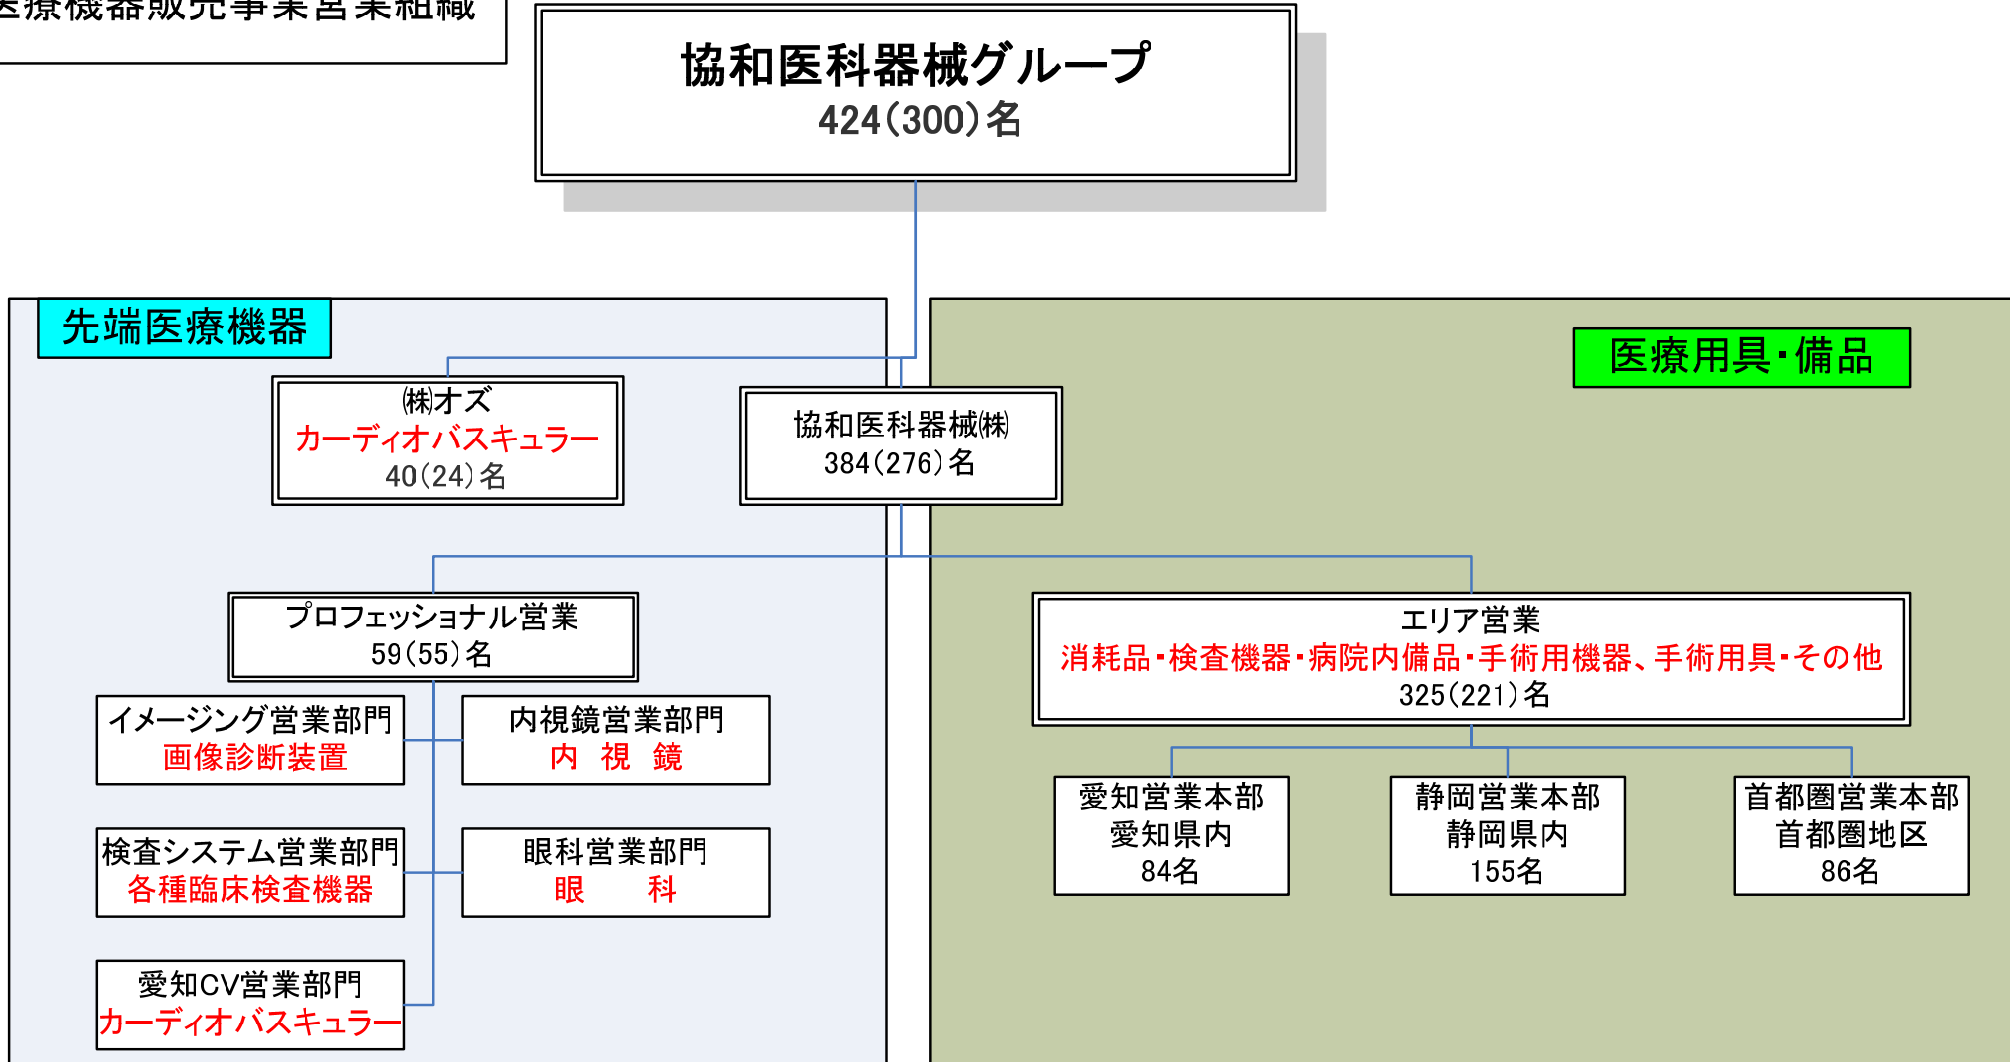 医療機器販売事業営業組織
協和医科器械グループ
424(300)名
先端医療機器
医療用具・備品
㈱オズ
カーディオバスキュラー
40(24)名
協和医科器械㈱
384(276)名
プロフェッショナル営業
59(55)名
イメージング営業部門
画像診断装置
内視鏡営業部門
内 視 鏡
検査システム営業部門
各種臨床検査機器
眼科営業部門
眼 科
愛知CV営業部門
カーディオバスキュラー
エリア営業
消耗品・検査機器・病院内備品・手術用機器、手術用具・その他
325(221)名
愛知営業本部
愛知県内
84名
静岡営業本部
静岡県内
155名
首都圏営業本部
首都圏地区
86名